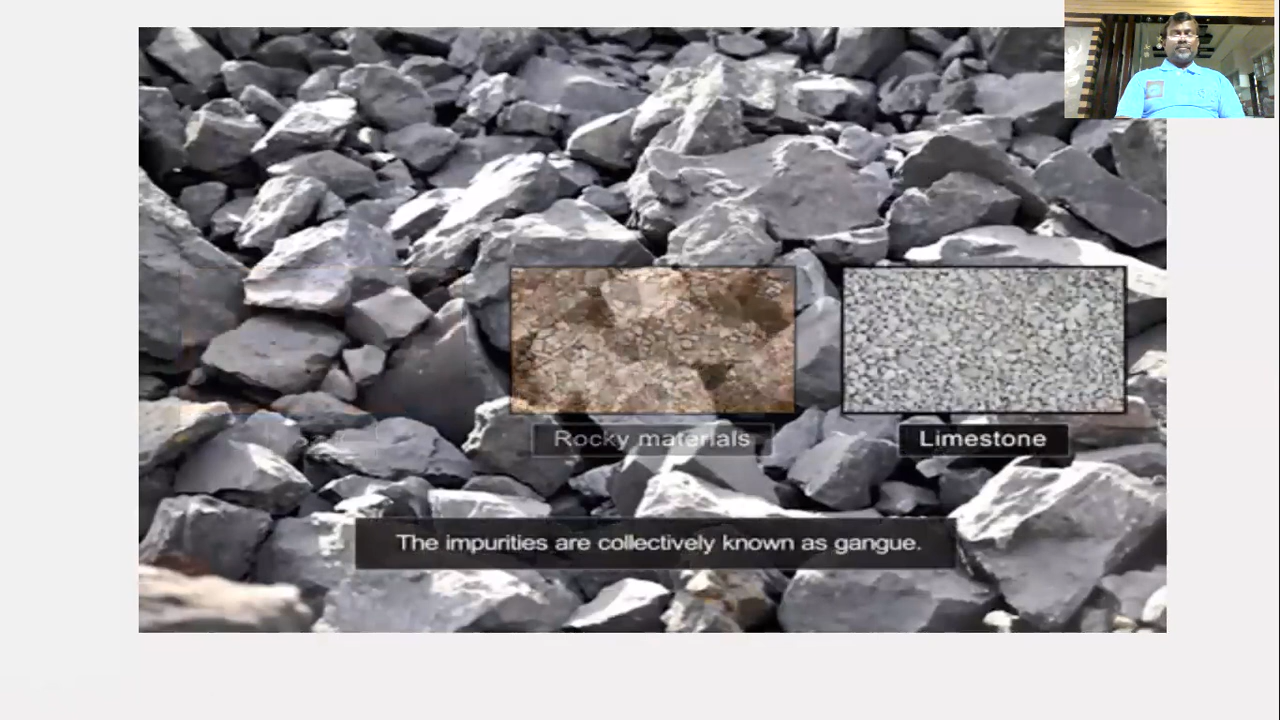 Rocky materials
Limestone
The impurities are collectively known as gangue.